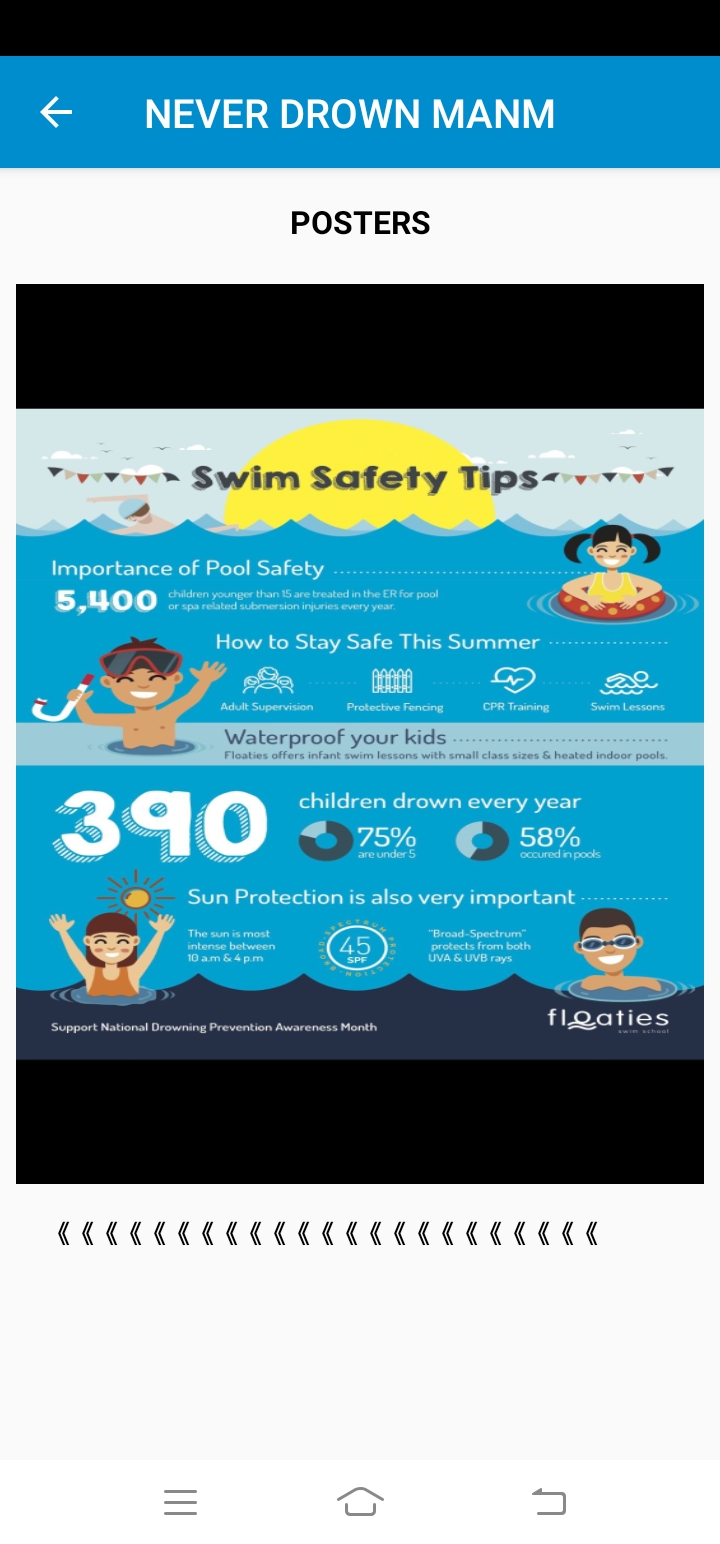 NEVER DROWN MANM
POSTERS
Swim Safety Tips
Importance of Pool Safety
5,400
children younger than 15 are treated in the ER for pool
or spa related submersion injuries every year.
How to Stay Safe This Summer
Adult Supervision
Protective Fencing
CPR Training
Swim Lessons
Waterproof your kids
Floaties offers infant swim lessons with small class sizes & heated indoor pools.
390
children drown every year
75%
are under 5
58%
occured in pools
Sun Protection is also very important
The sun is most
intense between
10 a.m & 4 p.m
BROAD-SPECTRUM PROTECTION
45
SPF
"Broad-Spectrum"
protects from both
UVA & UVB rays
Support National Drowning Prevention Awareness Month
floaties
swim school
《《《《《《《《《《《《《《《《《《《《《《《